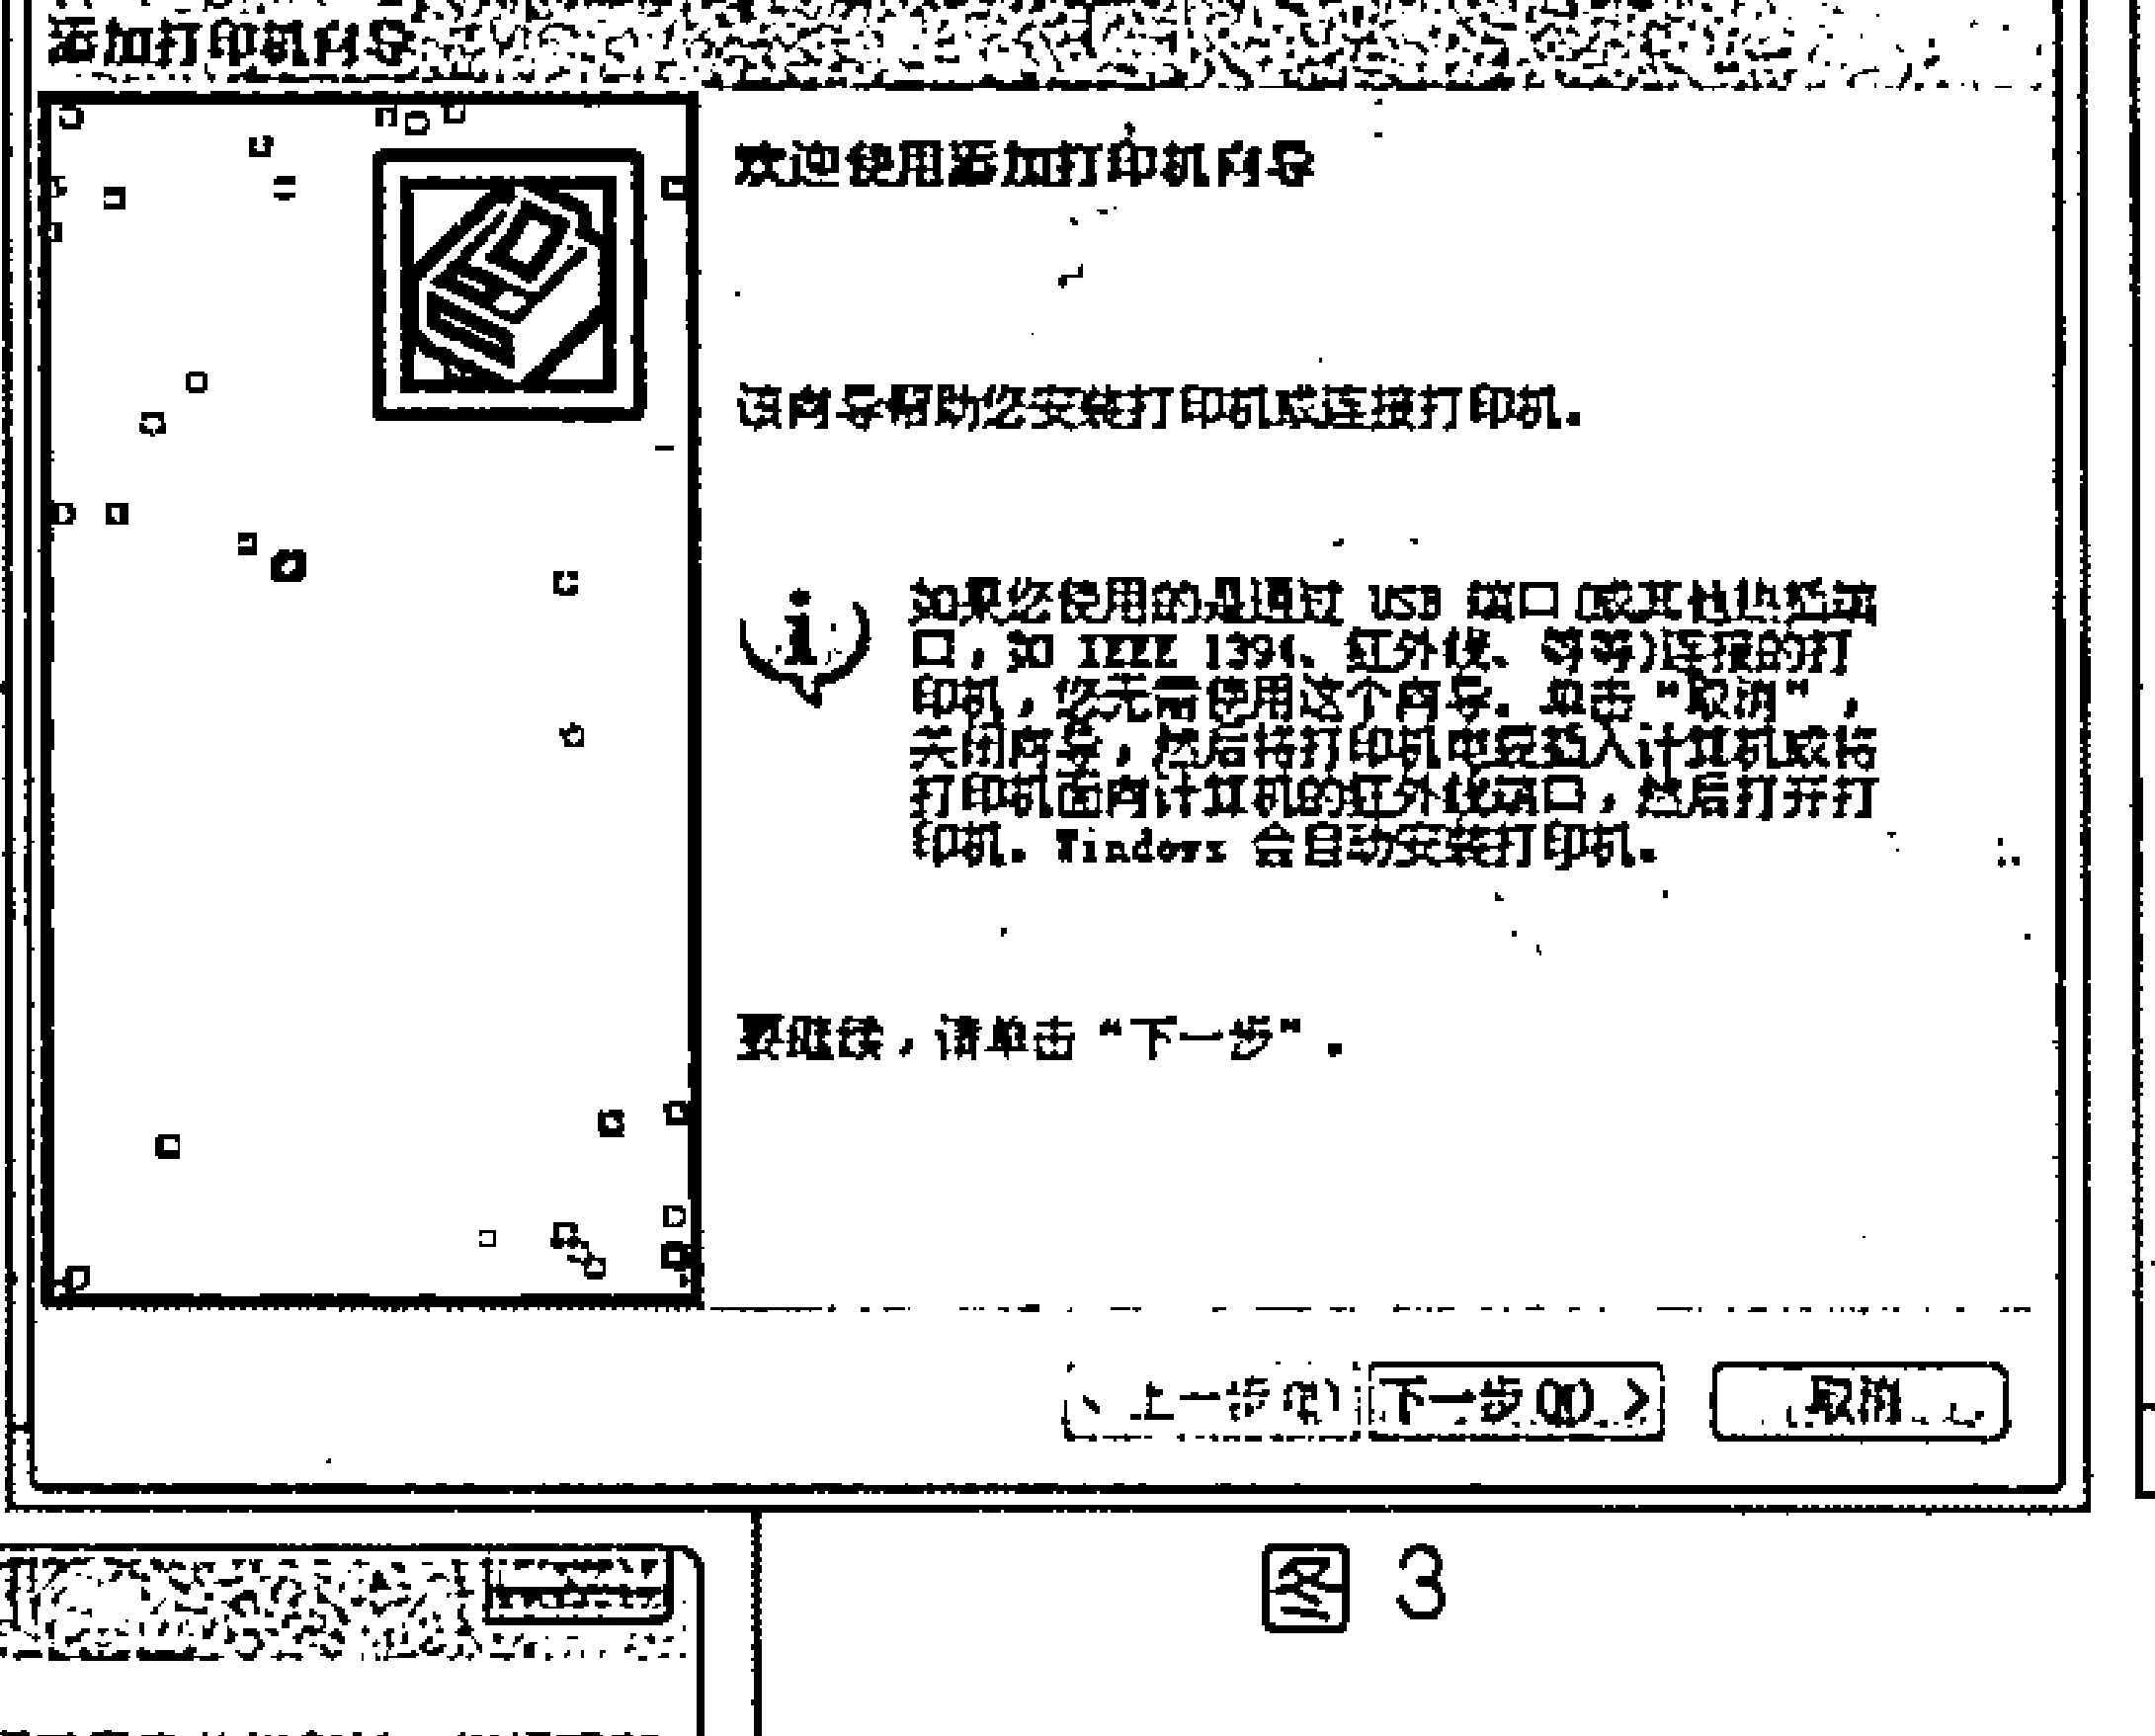 添加打印机向导
欢迎使用添加打印机向导
该向导帮助您安装打印机或连接打印机。
如果您使用的是通过 USB 端口(或其他热插拔
口，如 IEEE 1394、红外线、等等)连接的打
印机，您无需使用这个向导。单击“取消”，
关闭向导，然后将打印机电缆插入计算机或将
打印机面向计算机的红外线端口，然后打开打
印机。Windows 会自动安装打印机。
要继续，请单击“下一步”。
上一步(B) 下一步(N) > 取消
图 3